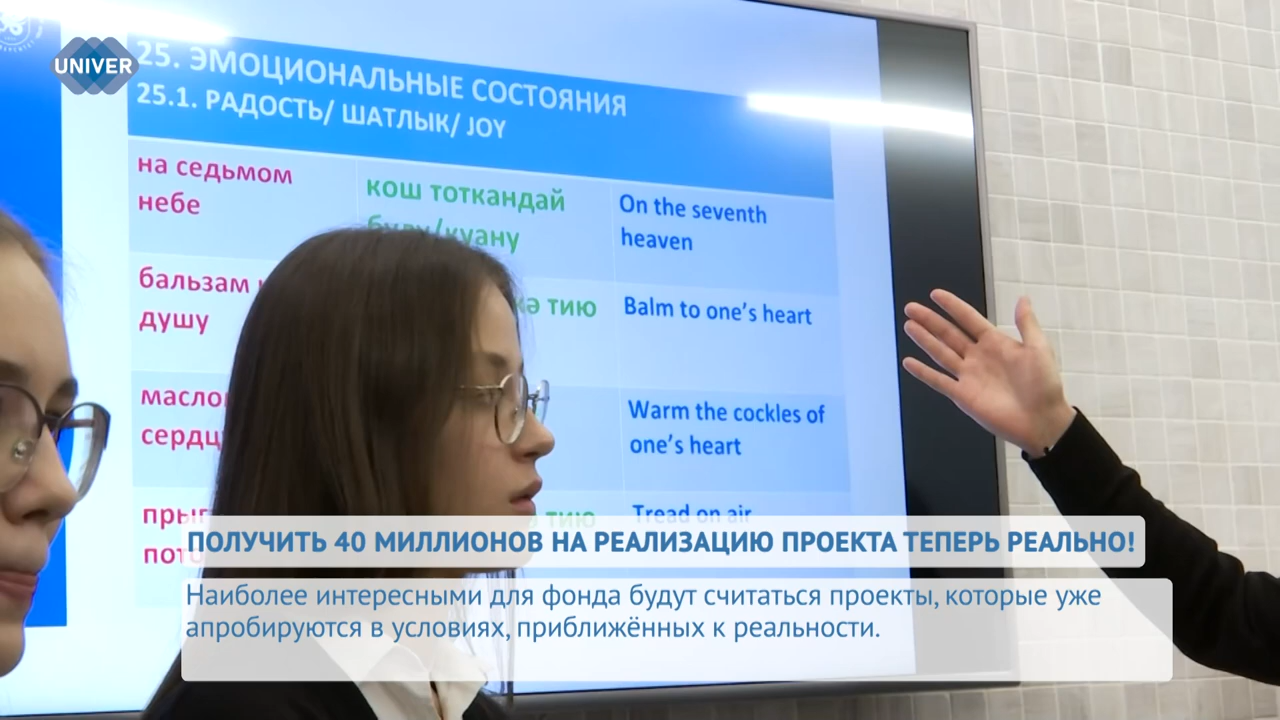 UNIVER
25. ЭМОЦИОНАЛЬНЫЕ СОСТОЯНИЯ
25.1. РАДОСТЬ/ ШАТЛЫК/ JOY
на седьмом
небе
кош тоткандай
булу/куану
On the seventh
heaven
бальзам
душу
тию
Balm to one's heart
Warm the cockles of
one's heart
тию
Tread on air
ПОЛУЧИТЬ 40 МИЛЛИОНОВ НА РЕАЛИЗАЦИЮ ПРОЕКТА ТЕПЕРЬ РЕАЛЬНО!
Наиболее интересными для фонда будут считаться проекты, которые уже
апробируются в условиях, приближённых к реальности.